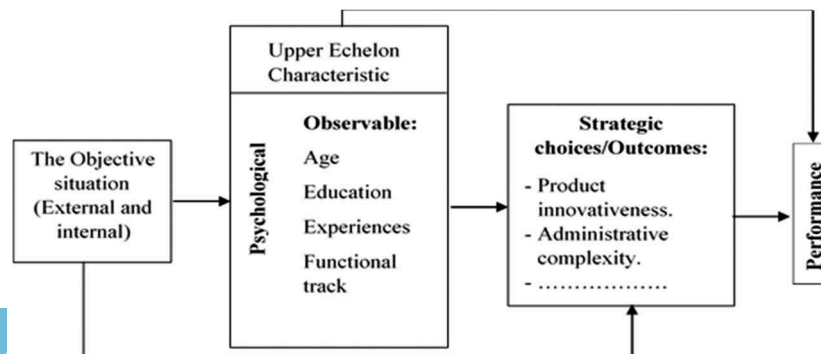 The Objective
situation
(External and
internal)
Upper Echelon
Characteristic
Psychological
Observable:
Age
Education
Experiences
Functional
track
Strategic
choices/Outcomes:
- Product
innovativeness.
- Administrative
complexity.
- ………………
Performance